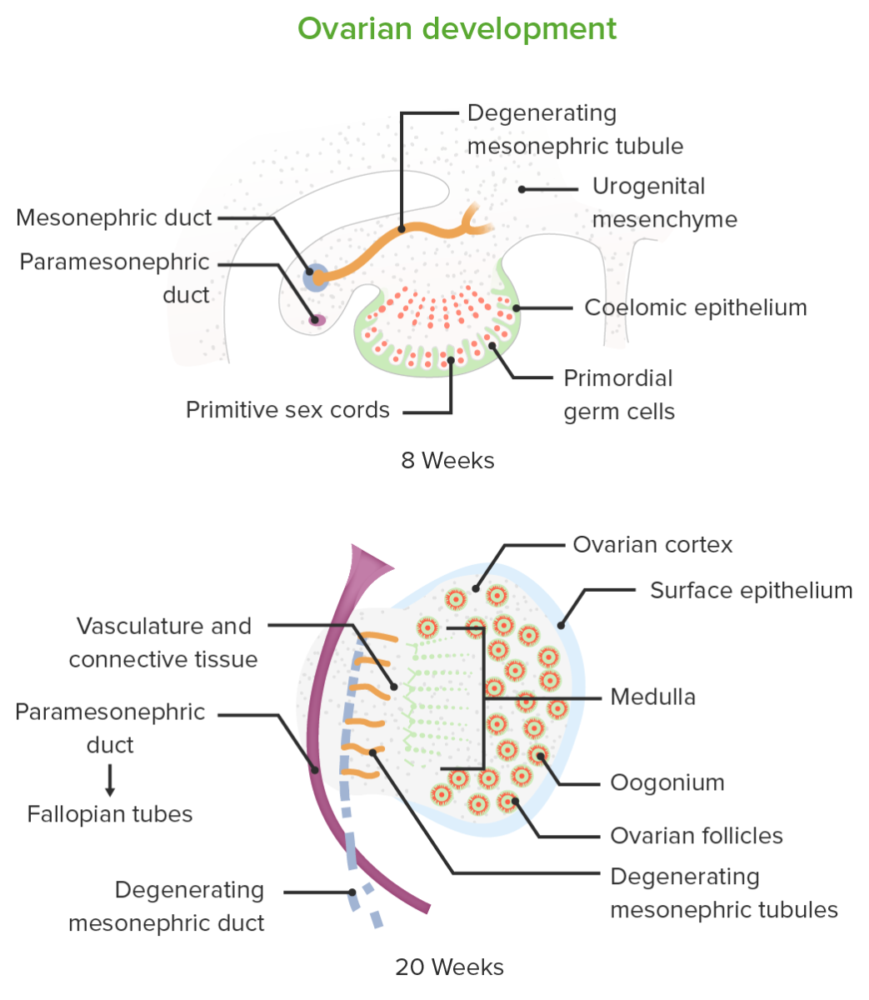 Ovarian development
Degenerating
mesonephric tubule
Urogenital
mesenchyme
Mesonephric duct
Paramesonephric
duct
Coelomic epithelium
Primordial
germ cells
Primitive sex cords
8 Weeks
Ovarian cortex
Surface epithelium
Vasculature and
connective tissue
Medulla
Paramesonephric
duct
Fallopian tubes
Oogonium
Ovarian follicles
Degenerating
mesonephric tubules
Degenerating
mesonephric duct
20 Weeks